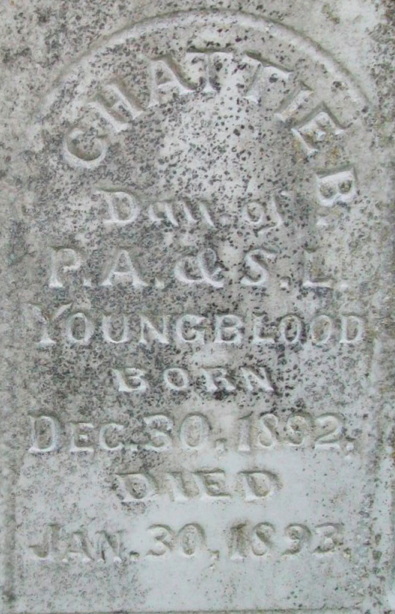 CHATTIE B.
Dau. of
P.A. & S.L.
YOUNGBLOOD
BORN
DEC. 30, 1892,
DIED
JAN. 30, 1893.